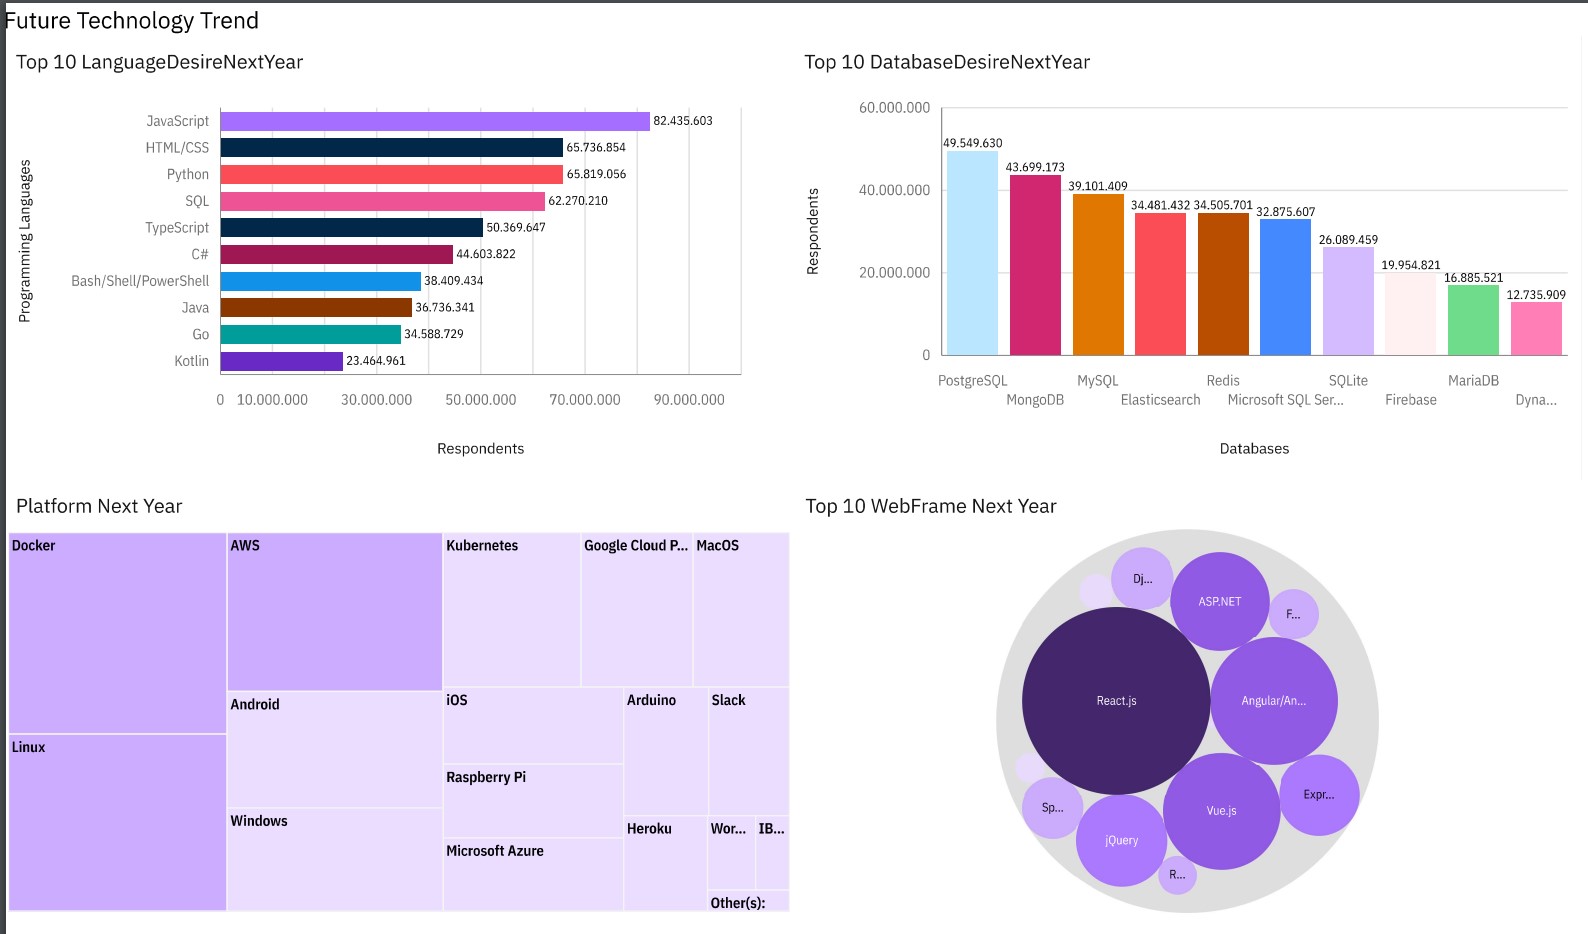 Future Technology Trend
Top 10 LanguageDesireNextYear
Programming Languages
JavaScript 82.435.603
HTML/CSS 65.736.854
Python 65.819.056
SQL 62.270.210
TypeScript 50.369.647
C# 44.603.822
Bash/Shell/PowerShell 38.409.434
Java 36.736.341
Go 34.588.729
Kotlin 23.464.961
0 10.000.000 30.000.000 50.000.000 70.000.000 90.000.000
Respondents
Top 10 DatabaseDesireNextYear
Respondents
60.000.000
40.000.000
20.000.000
0
49.549.630
43.699.173
39.101.409
34.481.432
34.505.701
32.875.607
26.089.459
19.954.821
16.885.521
12.735.909
PostgreSQL MySQL Redis SQLite MariaDB
MongoDB Elasticsearch Microsoft SQL Ser... Firebase Dyna...
Databases
Platform Next Year
Docker
Linux
AWS
Android
Windows
Kubernetes
Google Cloud P...
MacOS
iOS
Raspberry Pi
Microsoft Azure
Arduino
Slack
Heroku
Wor...
IB...
Other(s):
Top 10 WebFrame Next Year
Dj...
ASP.NET
F...
React.js
Angular/An...
Expr...
Sp...
Vue.js
jQuery
R...